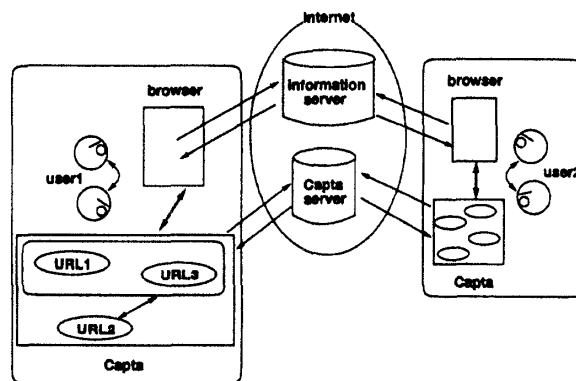 Internet
browser
Information
server
browser
user1
Capta
server
user2
URL1
URL3
URL2
Capta
Capta